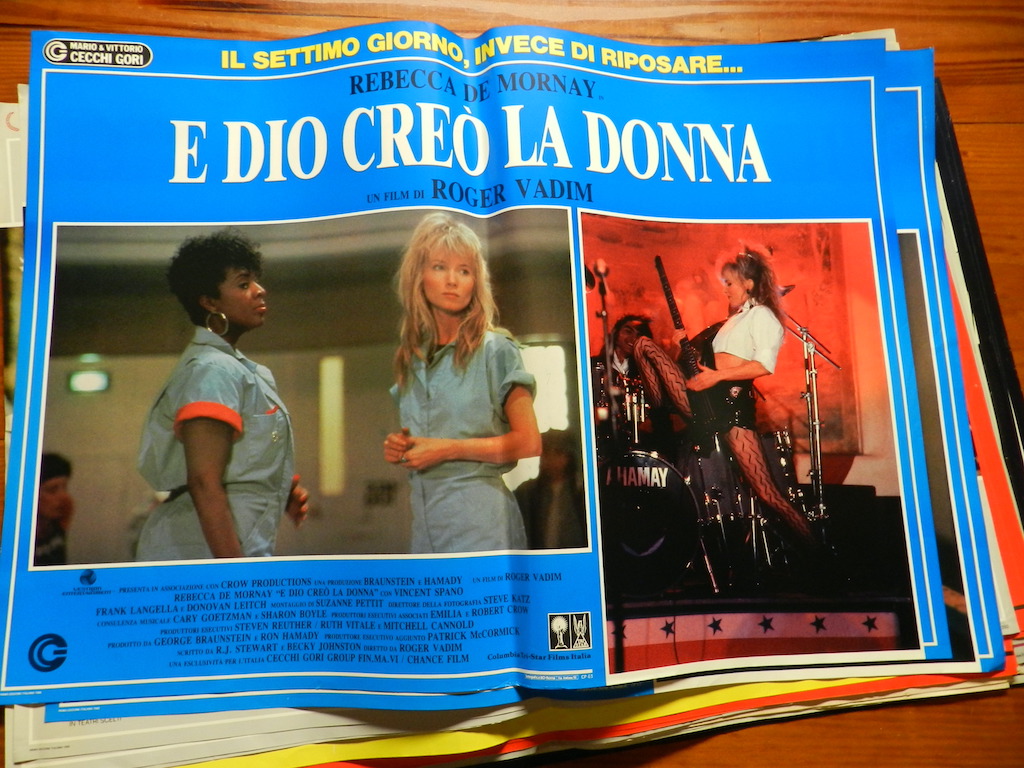 MARIO & VITTORIO
CECCHI GORI
IL SETTIMO GIORNO, INVECE DI RIPOSARE...
REBECCA DE MORNAY IN
E DIO CREÒ LA DONNA
UN FILM DI ROGER VADIM
HAMAY
PRESENTA IN ASSOCIAZIONE CON CROW PRODUCTIONS UNA PRODUZIONE BRAUNSTEIN E HAMADY UN FILM DI ROGER VADIM
REBECCA DE MORNAY "E DIO CREO LA DONNA" CON VINCENT SPANO
FRANK LANGELLA E DONOVAN LEITCH MONTAGGIO DI SUZANNE PETTIT DIRETTORE DELLA FOTOGRAFIA STEVE KATZ
CONSULENZA MUSICALE CARY GOETZMAN E SHARON BOYLE PRODUTTORI ESECUTIVI ASSOCIATI EMILIA E ROBERT CROW
PRODUTTORI ESECUTIVI STEVEN REUTHER / RUTH VITALE E MITCHELL CANNOLD
PRODOTTO DA GEORGE BRAUNSTEIN E RON HAMADY PRODUTTORE ESECUTIVO AGGIUNTO PATRICK McCORMICK
SCRITTO DA R.J. STEWART E BECKY JOHNSTON DIRETTO DA ROGER VADIM
UNA ESCLUSIVITÀ PER L'ITALIA CECCHI GORI GROUP FIN.MA.VI / CHANCE FILM
Columbia Tri-Star Films Italia
IN TEATRI SCELTI